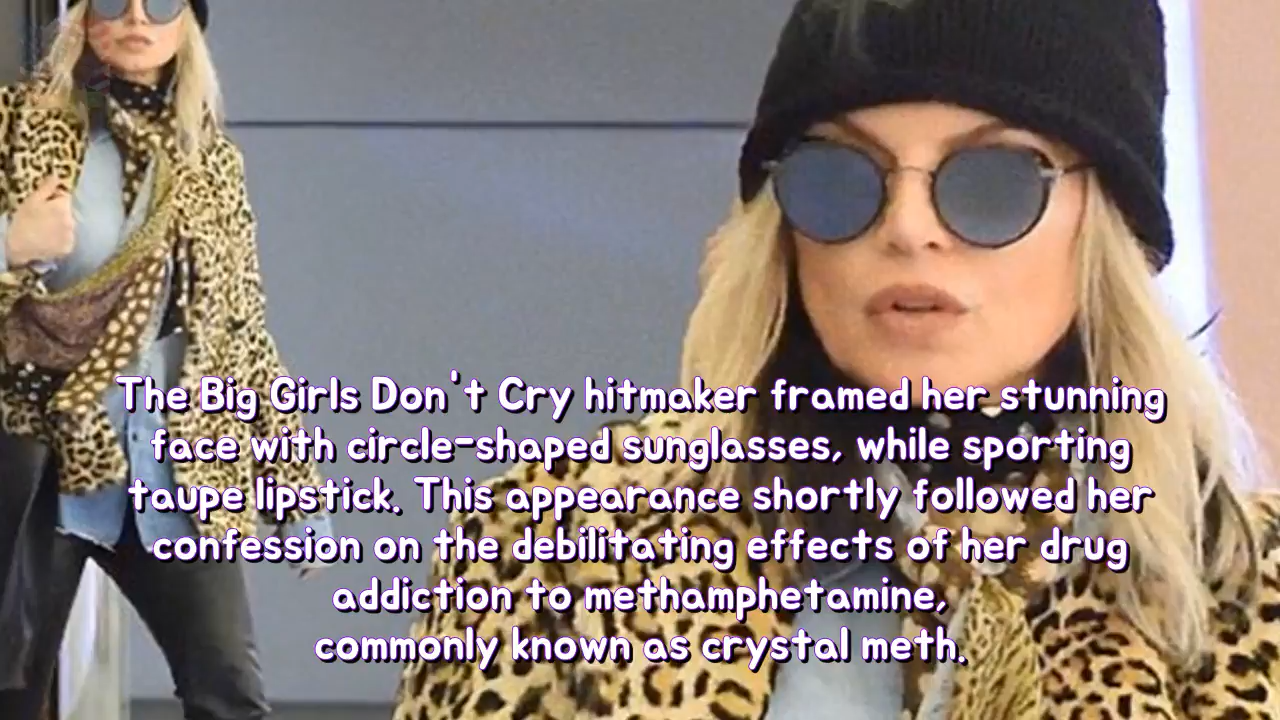 The Big Girls Don't Cry hitmaker framed her stunning
face with circle-shaped sunglasses, while sporting
taupe lipstick. This appearance shortly followed her
confession on the debilitating effects of her drug
addiction to methamphetamine,
commonly known as crystal meth.